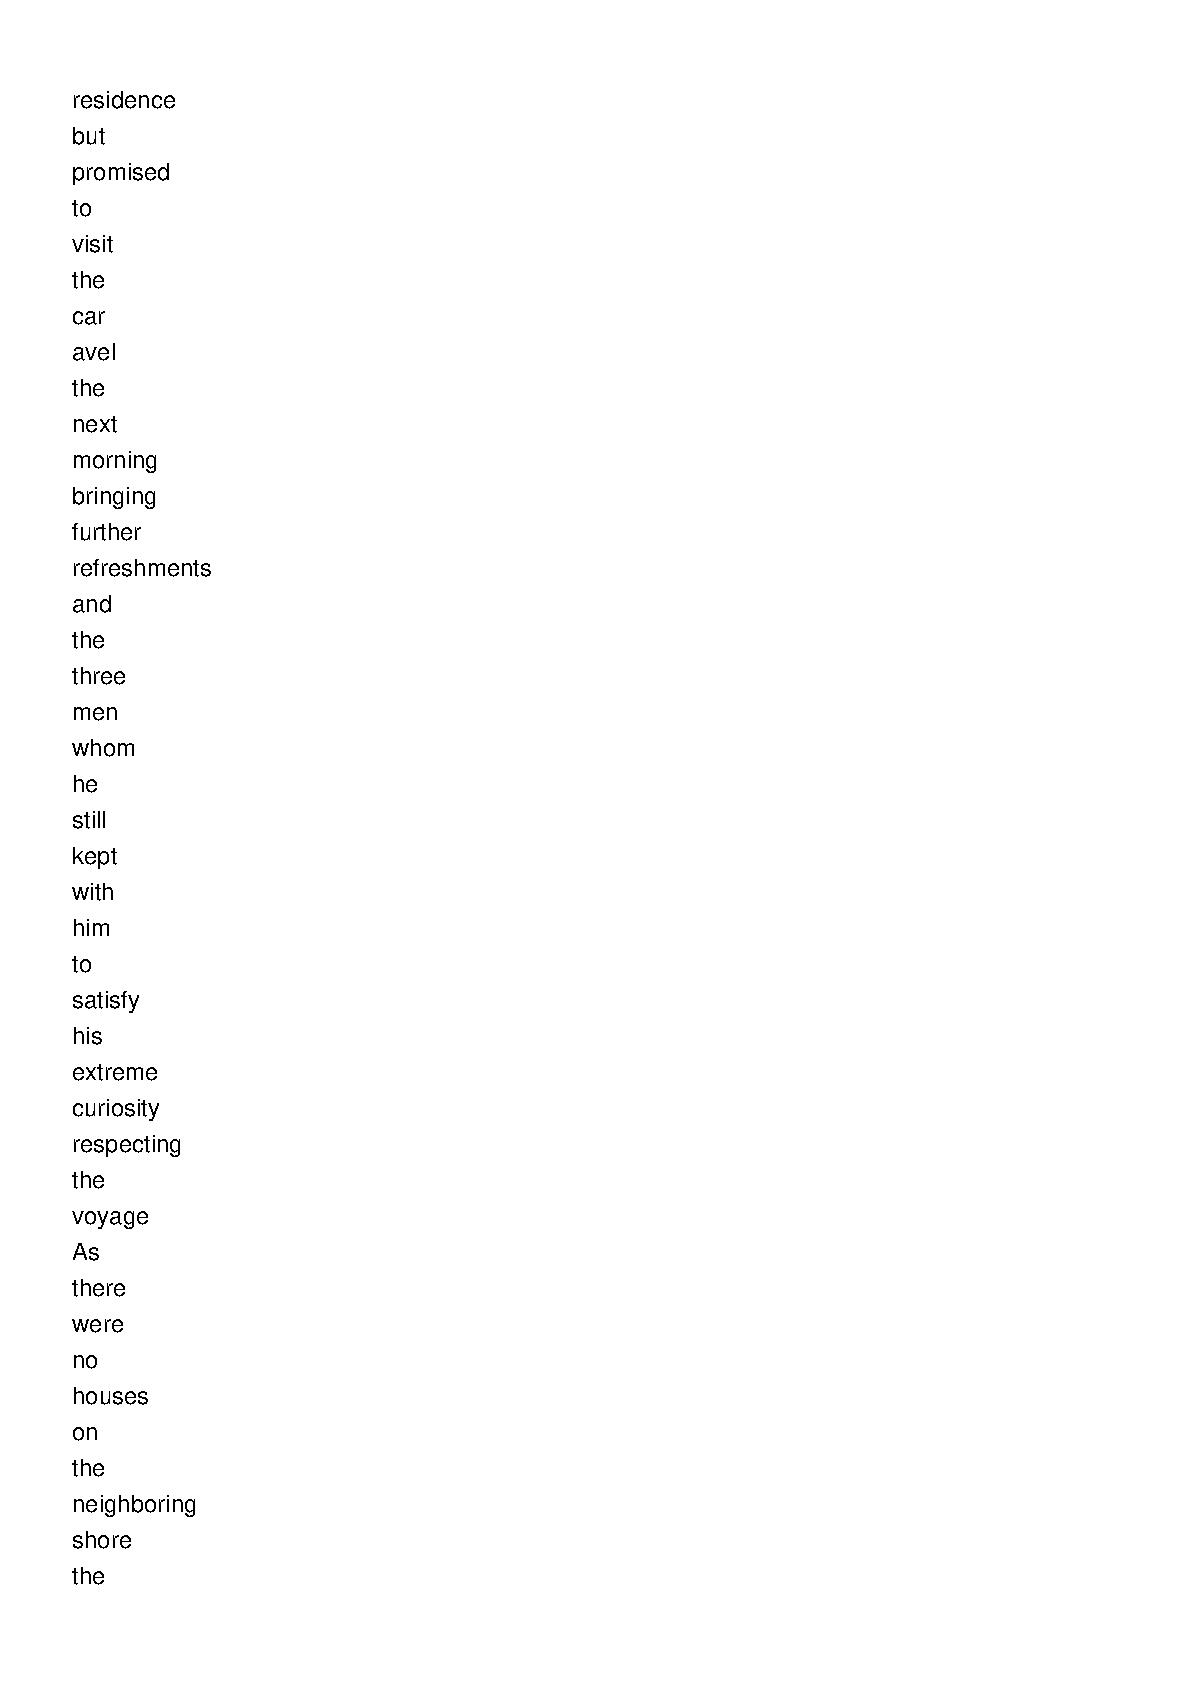 residence
but
promised
to
visit
the
car
avel
the
next
morning
bringing
further
refreshments
and
the
three
men
whom
he
still
kept
with
him
to
satisfy
his
extreme
curiosity
respecting
the
voyage
As
there
were
no
houses
on
the
neighboring
shore
the